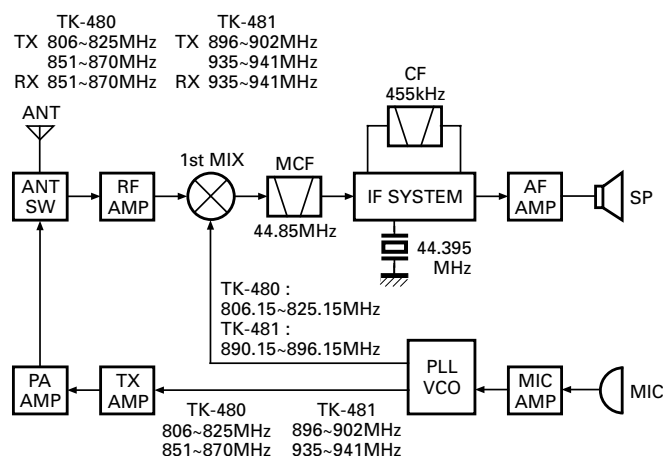 TK-480
TX 806~825MHz
851~870MHz
RX 851~870MHz
TK-481
TX 896~902MHz
935~941MHz
RX 935~941MHz
ANT
CF
455kHz
1st MIX
MCF
ANT
SW
RF
AMP
IF SYSTEM
AF
AMP
SP
44.85MHz
44.395
MHz
TK-480 :
806.15~825.15MHz
TK-481 :
890.15~896.15MHz
PA
AMP
TX
AMP
PLL
VCO
MIC
AMP
MIC
TK-480
806~825MHz
851~870MHz
TK-481
896~902MHz
935~941MHz